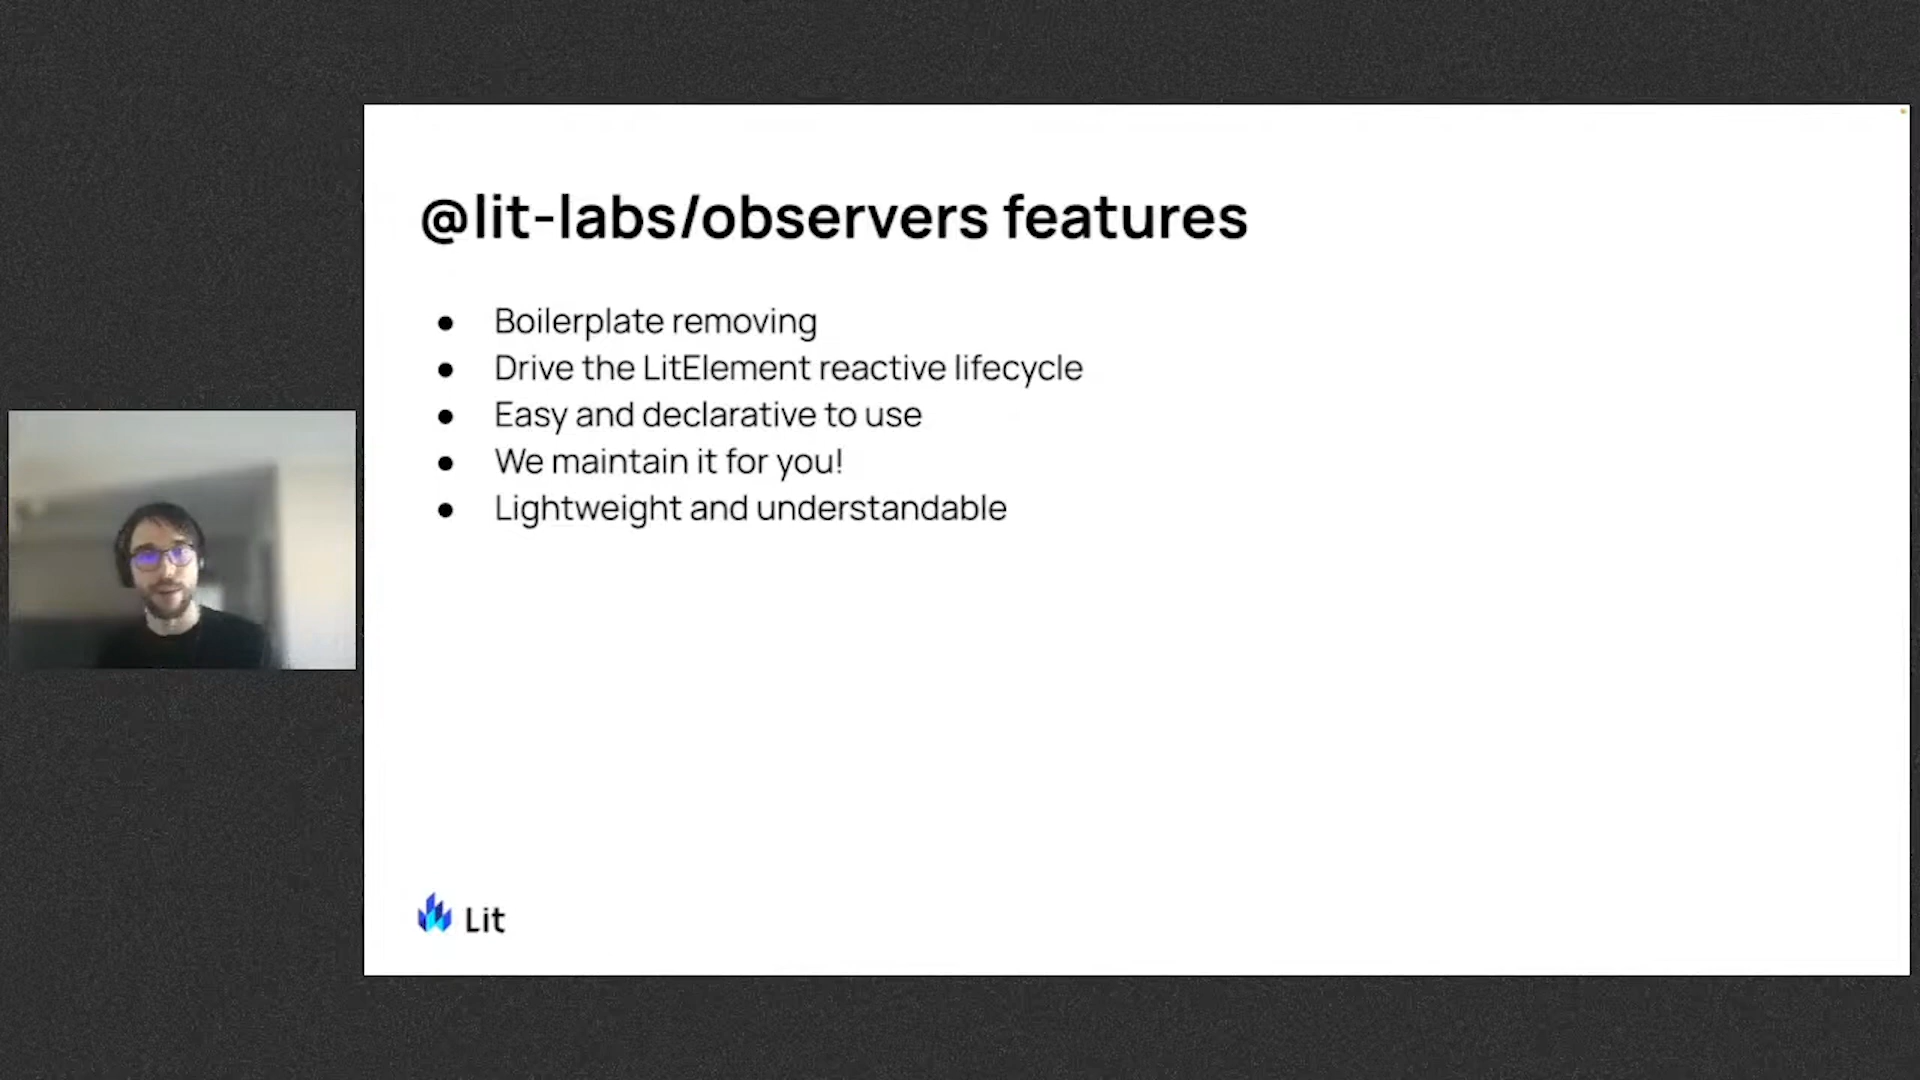 @lit-labs/observers features
● Boilerplate removing
● Drive the LitElement reactive lifecycle
● Easy and declarative to use
● We maintain it for you!
● Lightweight and understandable
Lit